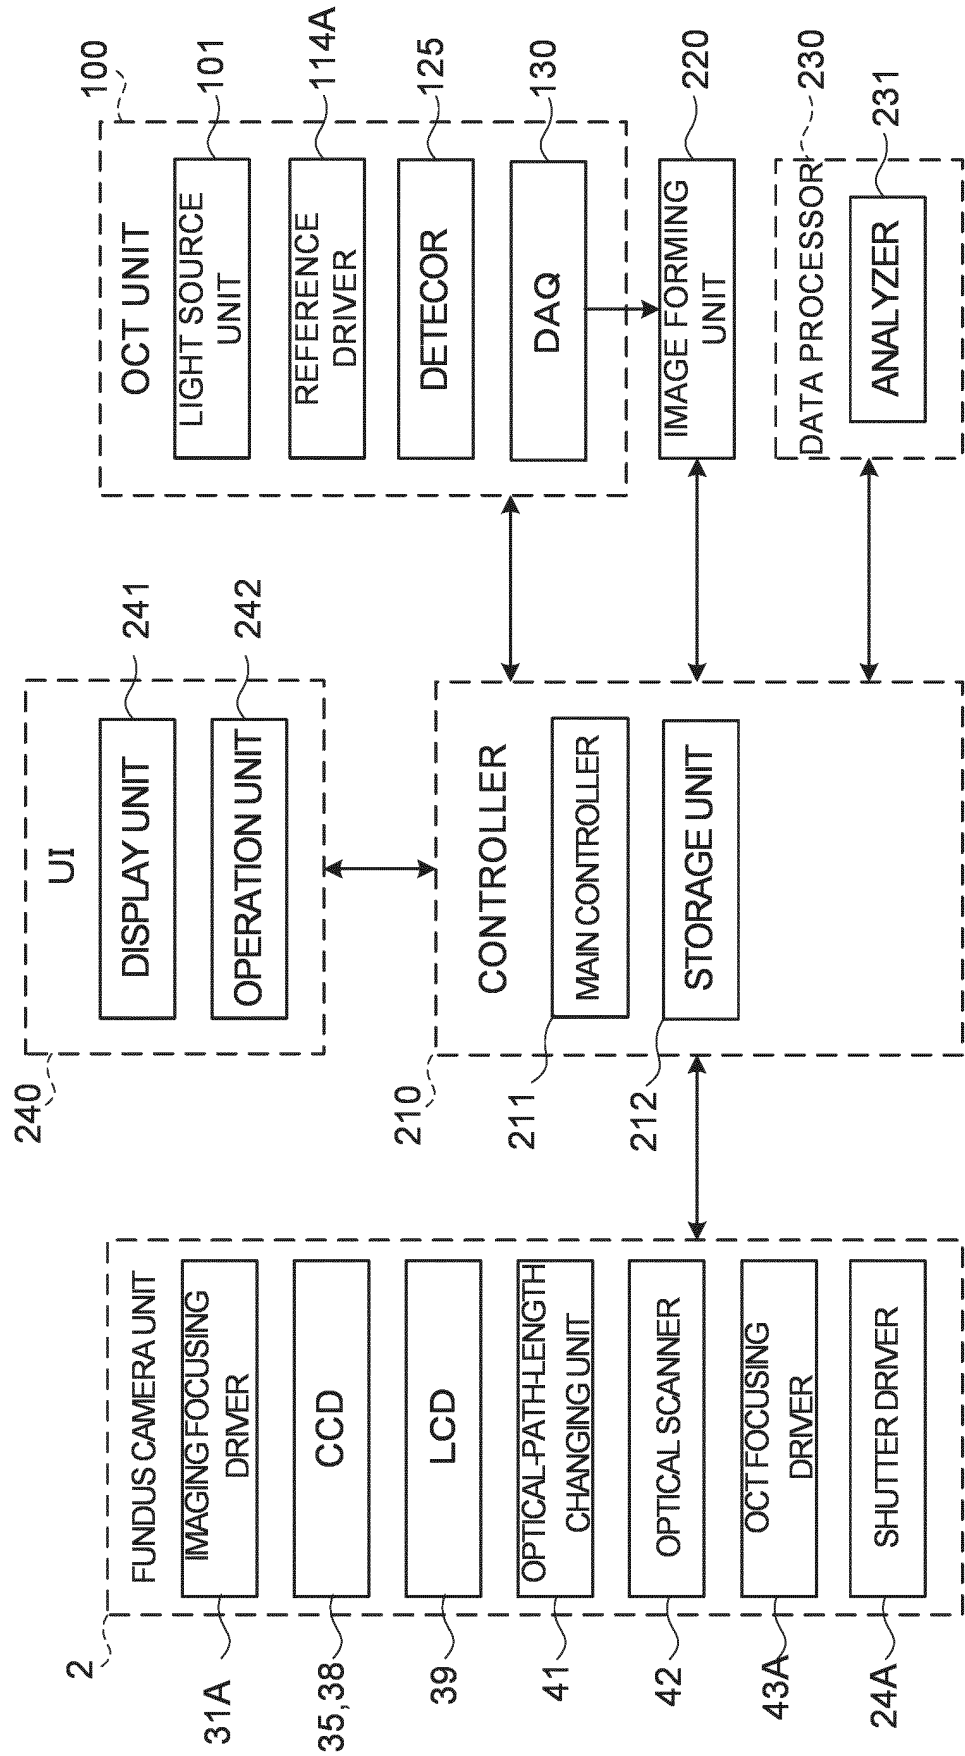 2
FUNDUS CAMERA UNIT
31A
IMAGING FOCUSING
DRIVER
35,38
CCD
39
LCD
41
OPTICAL-PATH-LENGTH
CHANGING UNIT
42
OPTICAL SCANNER
43A
OCT FOCUSING
DRIVER
24A
SHUTTER DRIVER
240
UI
DISPLAY UNIT
241
OPERATION UNIT
242
210
CONTROLLER
211
MAIN CONTROLLER
212
STORAGE UNIT
100
OCT UNIT
LIGHT SOURCE
UNIT
101
REFERENCE
DRIVER
114A
DETECOR
125
DAQ
130
IMAGE FORMING
UNIT
220
DATA PROCESSOR
230
ANALYZER
231